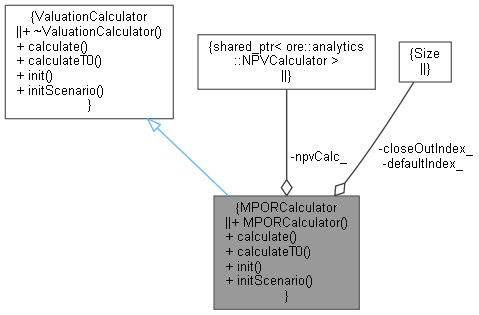 {ValuationCalculator
||+ ~ValuationCalculator()
+ calculate()
+ calculateT0()
+ init()
+ initScenario()
}
{shared_ptr< ore::analytics
::NPVCalculator >
||}
{Size
||}
-npvCalc_
-closeOutIndex_
-defaultIndex_
{MPORCalculator
||+ MPORCalculator()
+ calculate()
+ calculateT0()
+ init()
+ initScenario()
}